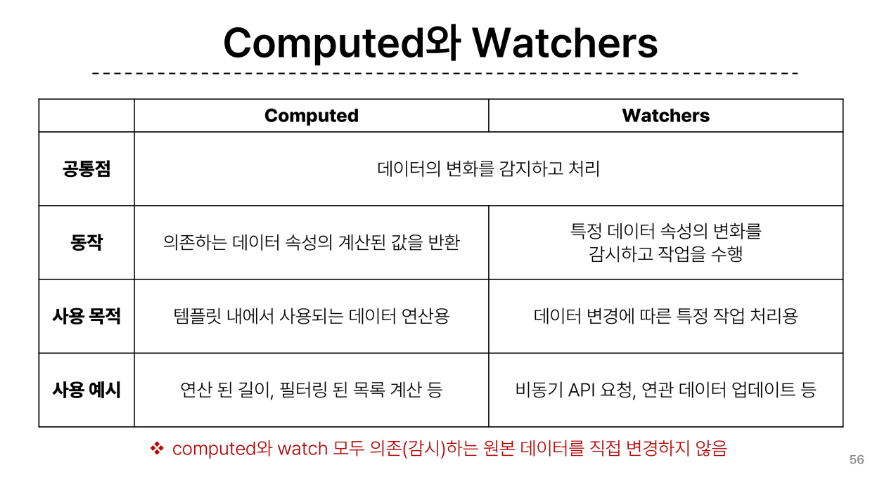 Computed와 Watchers
Computed
Watchers
공통점
데이터의 변화를 감지하고 처리
동작
의존하는 데이터 속성의 계산된 값을 반환
특정 데이터 속성의 변화를
감시하고 작업을 수행
사용 목적
템플릿 내에서 사용되는 데이터 연산용
데이터 변경에 따른 특정 작업 처리용
사용 예시
연산 된 길이, 필터링 된 목록 계산 등
비동기 API 요청, 연관 데이터 업데이트 등
❖ computed와 watch 모두 의존(감시)하는 원본 데이터를 직접 변경하지 않음
56